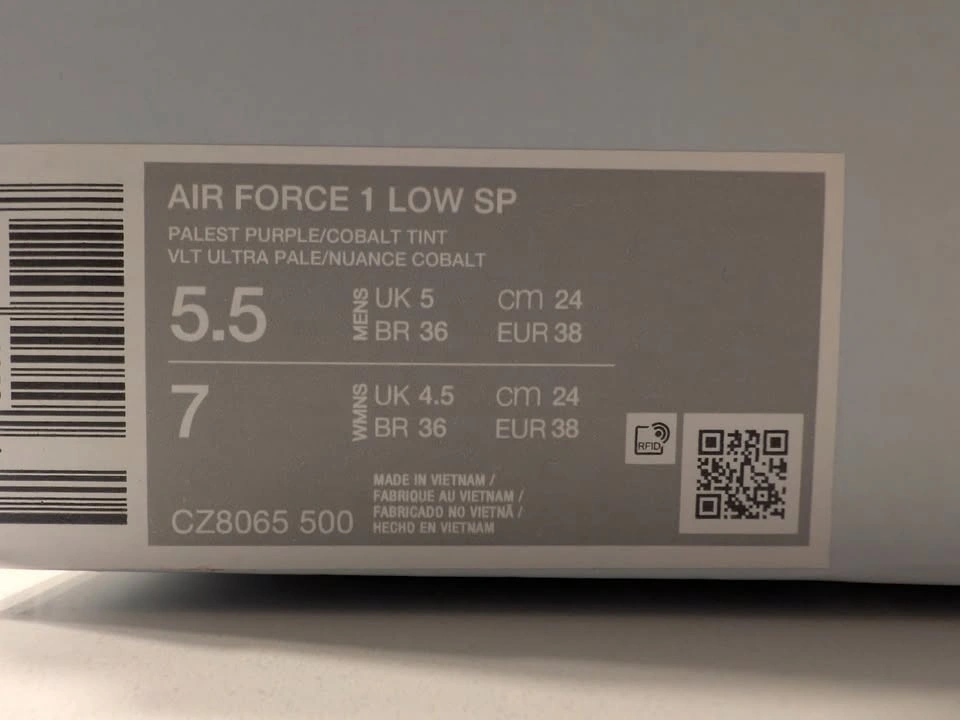 AIR FORCE 1 LOW SP
PALEST PURPLE/COBALT TINT
VLT ULTRA PALE/NUANCE COBALT
5.5 MENS UK 5 cm 24
BR 36 EUR 38
7 WMNS UK 4.5 cm 24
BR 36 EUR 38
RFID
CZ8065 500
MADE IN VIETNAM /
FABRIQUE AU VIETNAM /
FABRICADO NO VIETNÃ /
HECHO EN VIETNAM